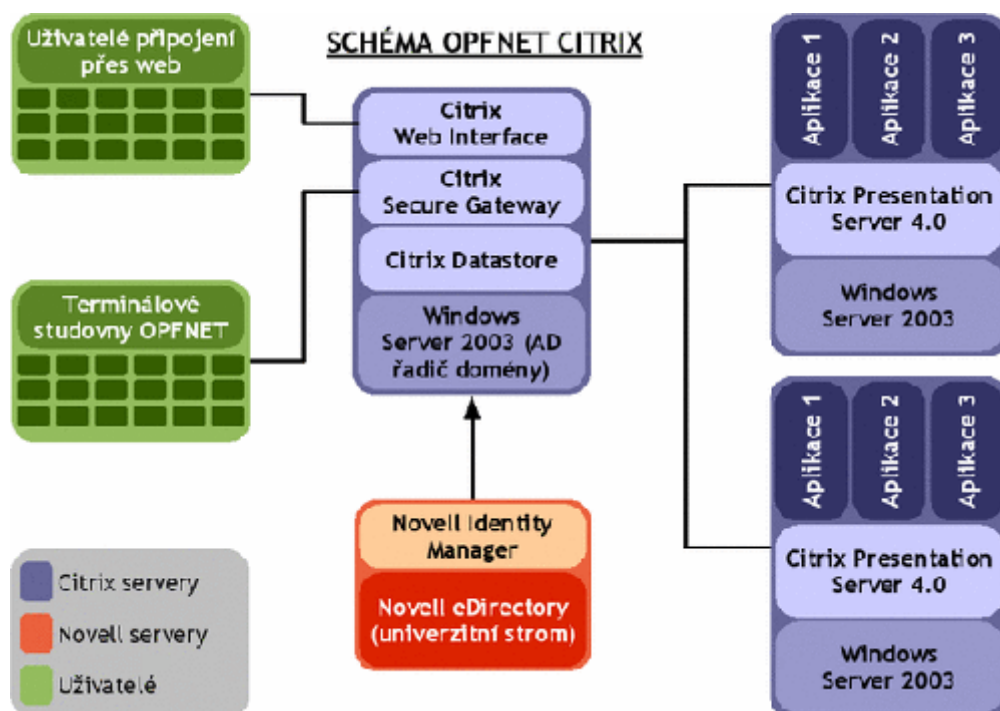 SCHÉMA OPFNET CITRIX
Uživatelé připojení
přes web
Terminálové
studovny OPFNET
Citrix
Web Interface
Citrix
Secure Gateway
Citrix Datastore
Windows
Server 2003 (AD
řadič domény)
Novell Identity
Manager
Novell eDirectory
(univerzitní strom)
Aplikace 1
Aplikace 2
Aplikace 3
Citrix Presentation
Server 4.0
Windows
Server 2003
Aplikace 1
Aplikace 2
Aplikace 3
Citrix Presentation
Server 4.0
Windows
Server 2003
Citrix servery
Novell servery
Uživatelé